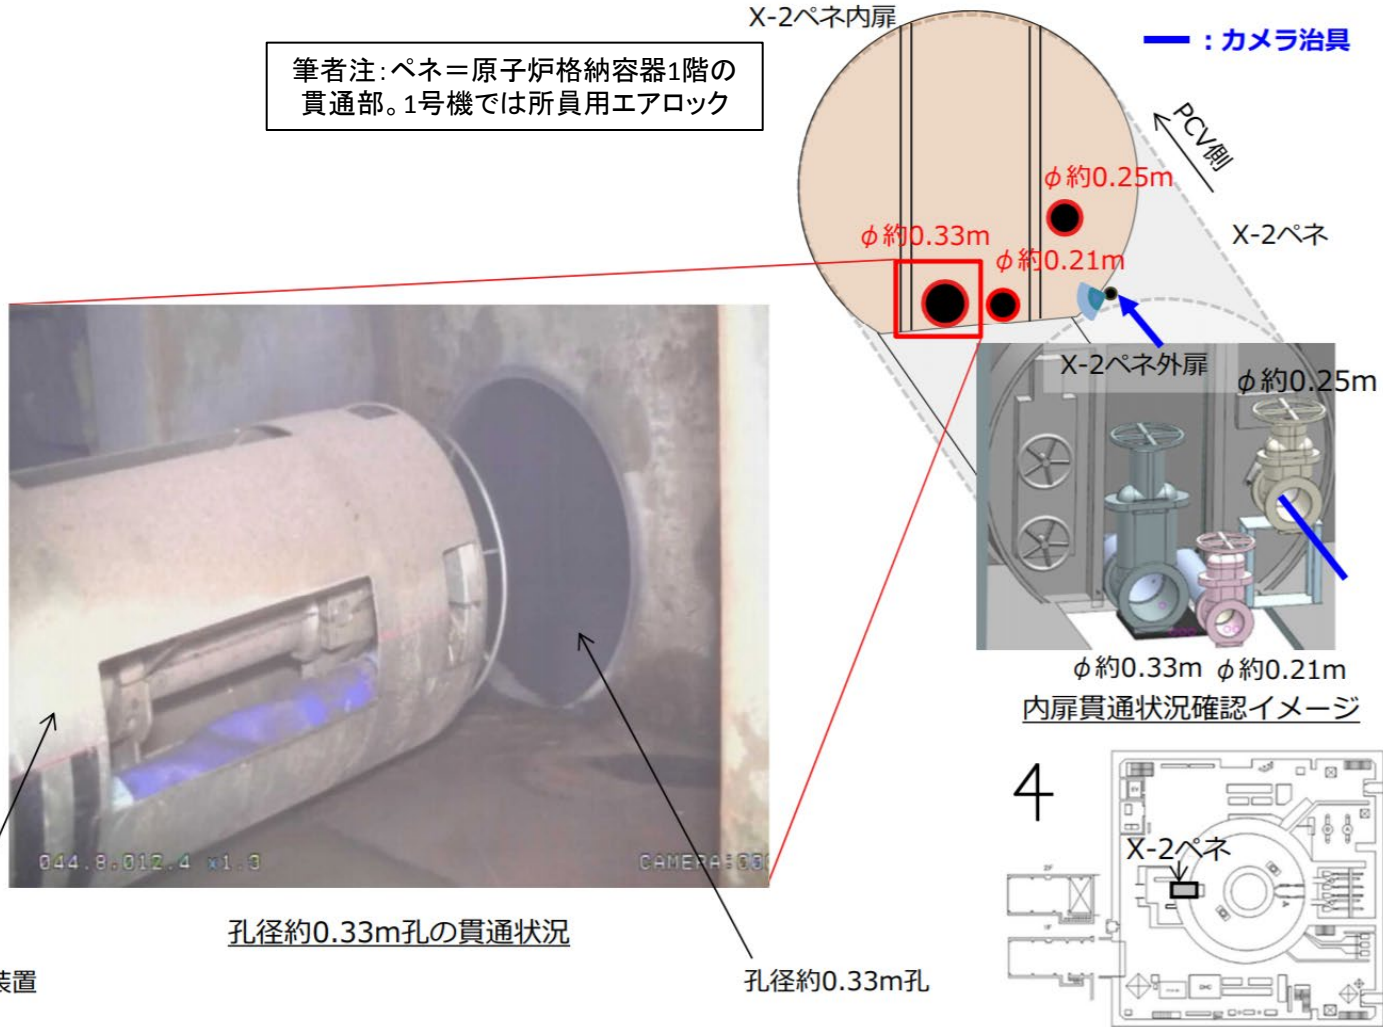 X-2ペネ内扉
: カメラ治具
筆者注：ペネ＝原子炉格納容器1階の
貫通部。1号機では所員用エアロック
PCV側
φ約0.25m
X-2ペネ
φ約0.33m
φ約0.21m
X-2ペネ外扉
φ約0.25m
φ約0.33m
φ約0.21m
内扉貫通状況確認イメージ
044.8.012.4 x1.3
CAMERA:
孔径約0.33m孔の貫通状況
装置
孔径約0.33m孔
X-2ペネ